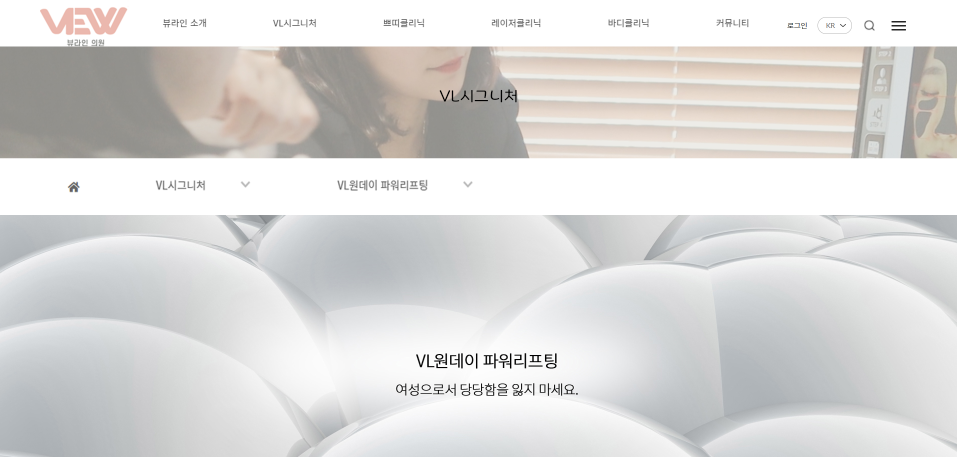 VIEW
뷰라인 의원
뷰라인 소개
VL시그니처
쁘띠클리닉
레이저클리닉
바디클리닉
커뮤니티
로그인
KR
VL시그니처
VL시그니처
VL원데이 파워리프팅
VL원데이 파워리프팅
여성으로서 당당함을 잃지 마세요.